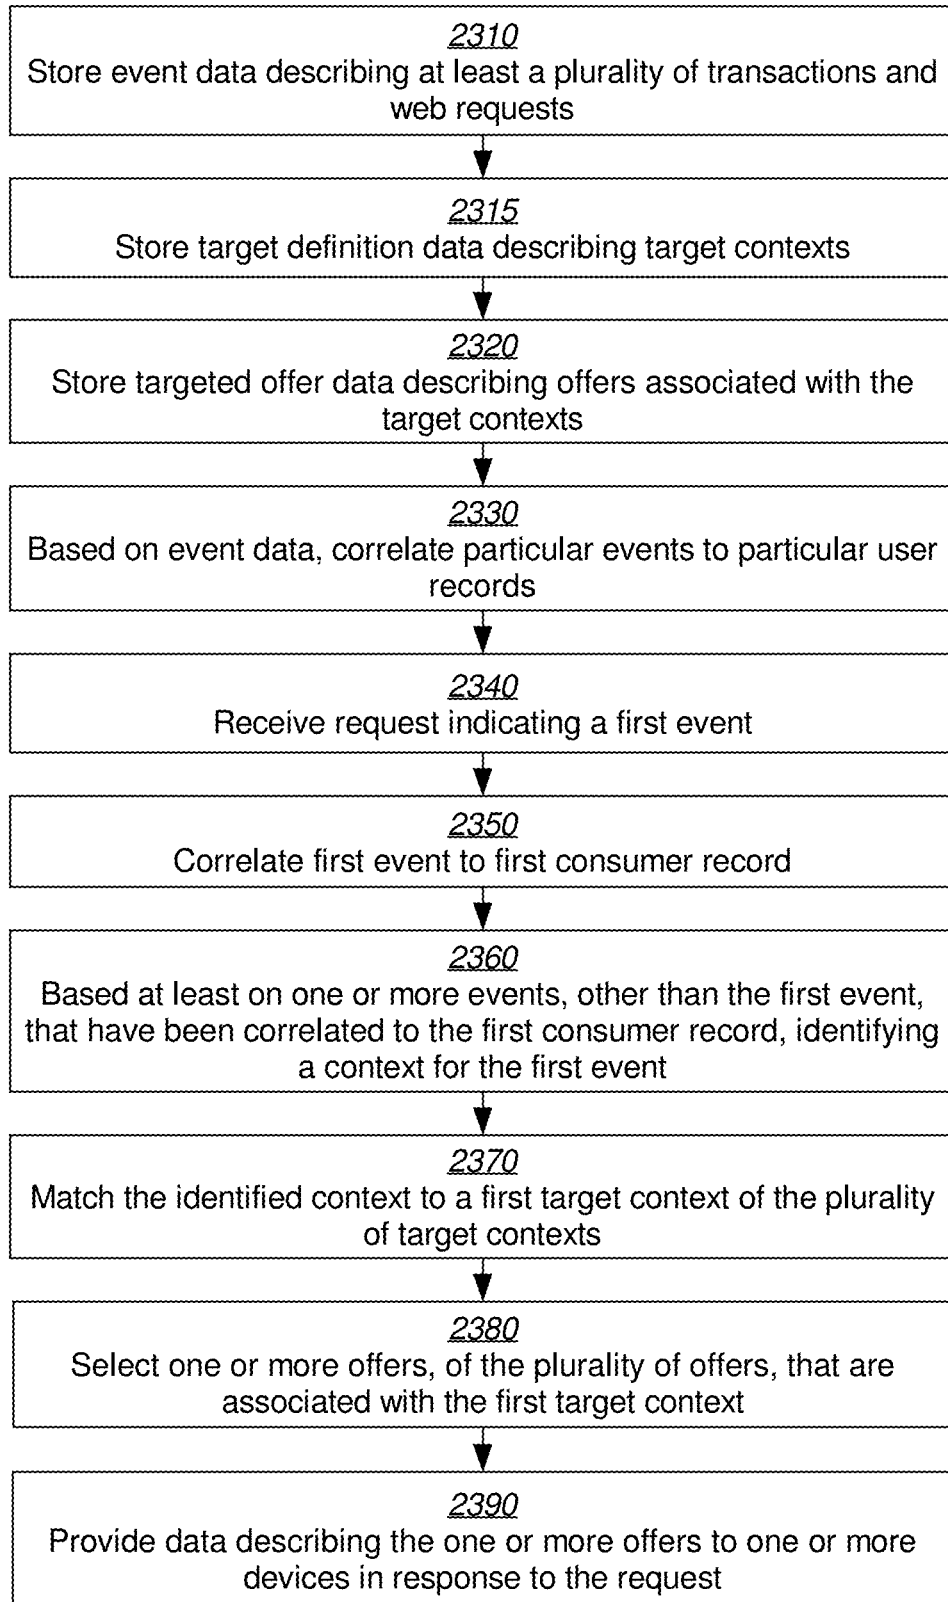 2310
Store event data describing at least a plurality of transactions and
web requests
2315
Store target definition data describing target contexts
2320
Store targeted offer data describing offers associated with the
target contexts
2330
Based on event data, correlate particular events to particular user
records
2340
Receive request indicating a first event
2350
Correlate first event to first consumer record
2360
Based at least on one or more events, other than the first event,
that have been correlated to the first consumer record, identifying
a context for the first event
2370
Match the identified context to a first target context of the plurality
of target contexts
2380
Select one or more offers, of the plurality of offers, that are
associated with the first target context
2390
Provide data describing the one or more offers to one or more
devices in response to the request